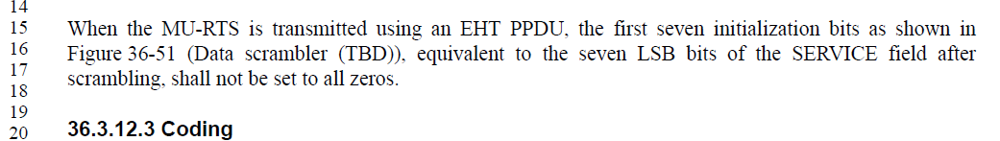 14
15 When the MU-RTS is transmitted using an EHT PPDU, the first seven initialization bits as shown in
16 Figure 36-51 (Data scrambler (TBD)), equivalent to the seven LSB bits of the SERVICE field after
17 scrambling, shall not be set to all zeros.
18
19
20 36.3.12.3 Coding